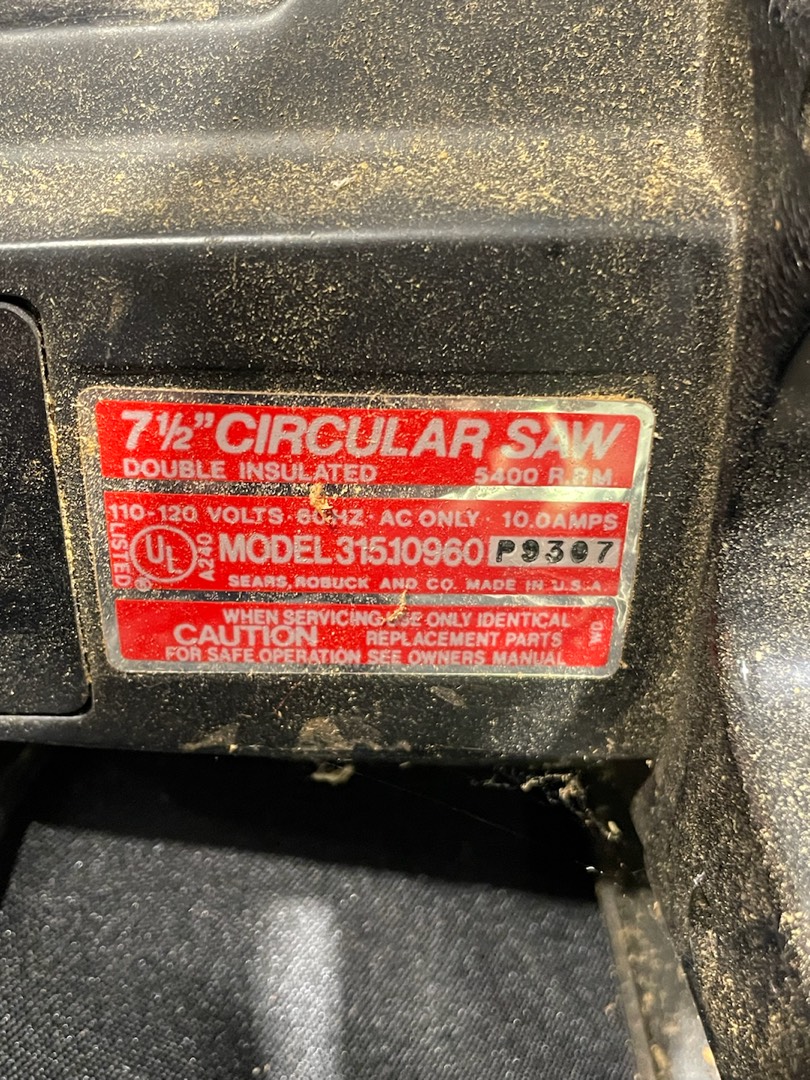 7½" CIRCULAR SAW
DOUBLE INSULATED 5400 R.P.M.
110-120 VOLTS · 60 HZ · AC ONLY · 10.0 AMPS
LISTED UL A240 MODEL 315.10960 P9307
®
SEARS, ROBUCK AND CO. MADE IN U.S.A.
WHEN SERVICING USE ONLY IDENTICAL
CAUTION REPLACEMENT PARTS
FOR SAFE OPERATION SEE OWNERS MANUAL